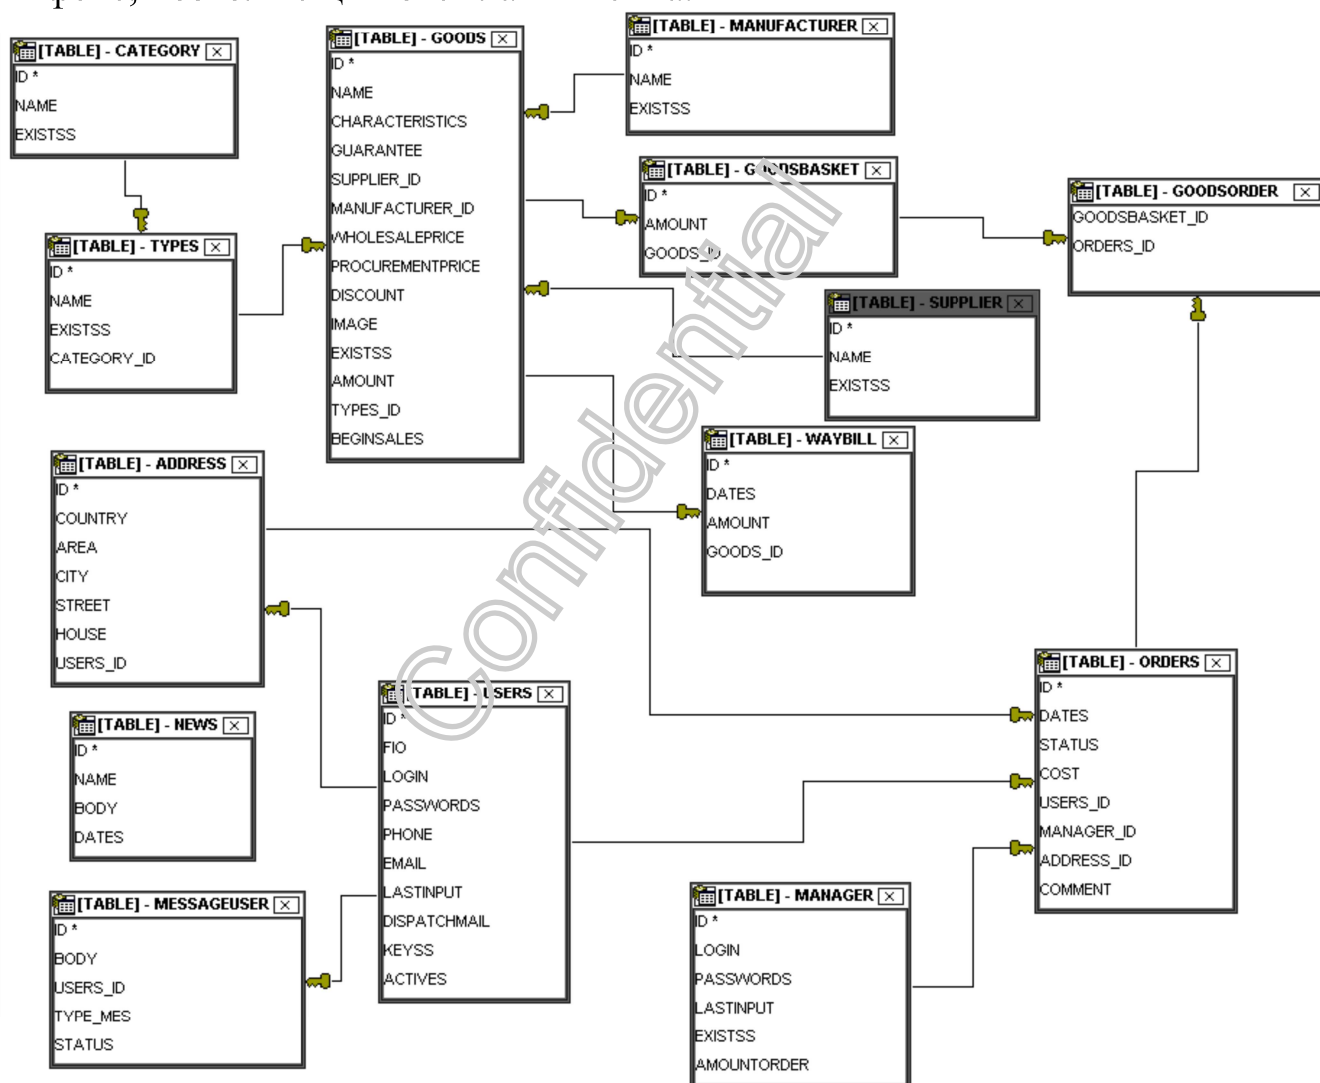 [TABLE] - CATEGORY
ID *
NAME
EXISTSS
[TABLE] - GOODS
ID *
NAME
CHARACTERISTICS
GUARANTEE
SUPPLIER_ID
MANUFACTURER_ID
WHOLESALEPRICE
PROCUREMENTPRICE
DISCOUNT
IMAGE
EXISTSS
AMOUNT
TYPES_ID
BEGINSALES
[TABLE] - MANUFACTURER
ID *
NAME
EXISTSS
[TABLE] - GOODSBASKET
ID *
AMOUNT
GOODS_ID
[TABLE] - GOODSORDER
GOODSBASKET_ID
ORDERS_ID
[TABLE] - TYPES
ID *
NAME
EXISTSS
CATEGORY_ID
[TABLE] - SUPPLIER
ID *
NAME
EXISTSS
[TABLE] - WAYBILL
ID *
DATES
AMOUNT
GOODS_ID
[TABLE] - ADDRESS
ID *
COUNTRY
AREA
CITY
STREET
HOUSE
USERS_ID
Confidential
[TABLE] - NEWS
ID *
NAME
BODY
DATES
[TABLE] - USERS
ID *
FIO
LOGIN
PASSWORDS
PHONE
EMAIL
LASTINPUT
DISPATCHMAIL
KEYSS
ACTIVES
[TABLE] - ORDERS
ID *
DATES
STATUS
COST
USERS_ID
MANAGER_ID
ADDRESS_ID
COMMENT
[TABLE] - MESSAGEUSER
ID *
BODY
USERS_ID
TYPE_MES
STATUS
[TABLE] - MANAGER
ID *
LOGIN
PASSWORDS
LASTINPUT
EXISTSS
AMOUNTORDER